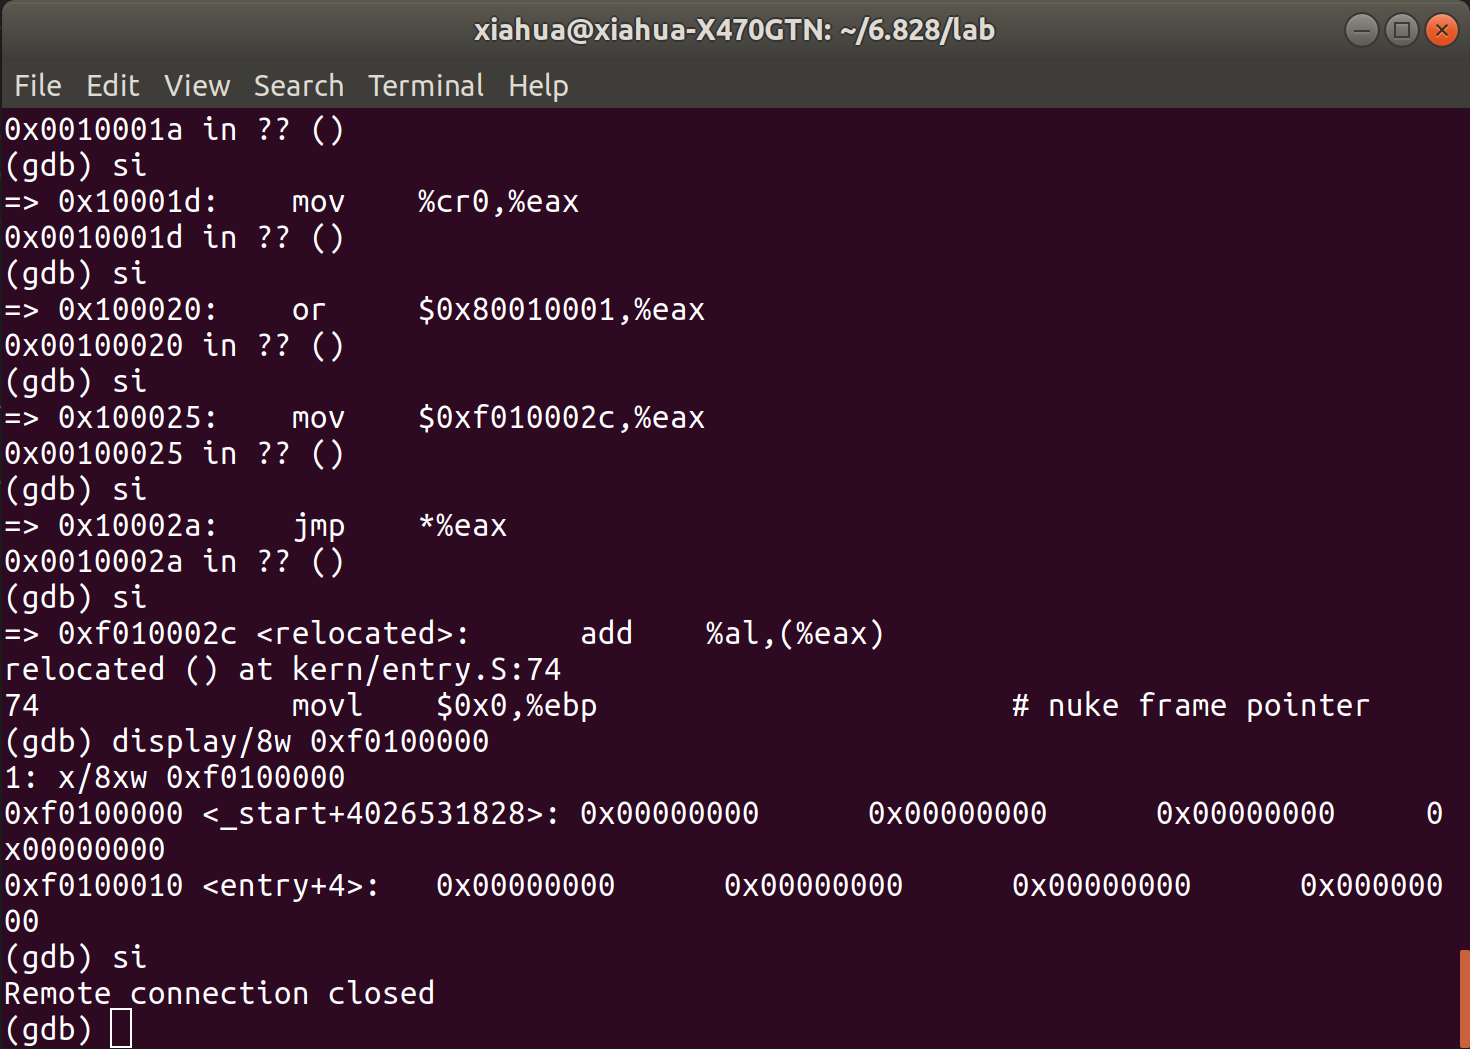 xiahua@xiahua-X470GTN: ~/6.828/lab
File Edit View Search Terminal Help
0x0010001a in ?? ()
(gdb) si
=> 0x10001d:    mov    %cr0,%eax
0x0010001d in ?? ()
(gdb) si
=> 0x100020:    or     $0x80010001,%eax
0x00100020 in ?? ()
(gdb) si
=> 0x100025:    mov    $0xf010002c,%eax
0x00100025 in ?? ()
(gdb) si
=> 0x10002a:    jmp    *%eax
0x0010002a in ?? ()
(gdb) si
=> 0xf010002c <relocated>:      add    %al,(%eax)
relocated () at kern/entry.S:74
74              movl    $0x0,%ebp                       # nuke frame pointer
(gdb) display/8w 0xf0100000
1: x/8xw 0xf0100000
0xf0100000 <_start+4026531828>: 0x00000000      0x00000000      0x00000000     0
x00000000
0xf0100010 <entry+4>:   0x00000000      0x00000000      0x00000000      0x000000
00
(gdb) si
Remote connection closed
(gdb)